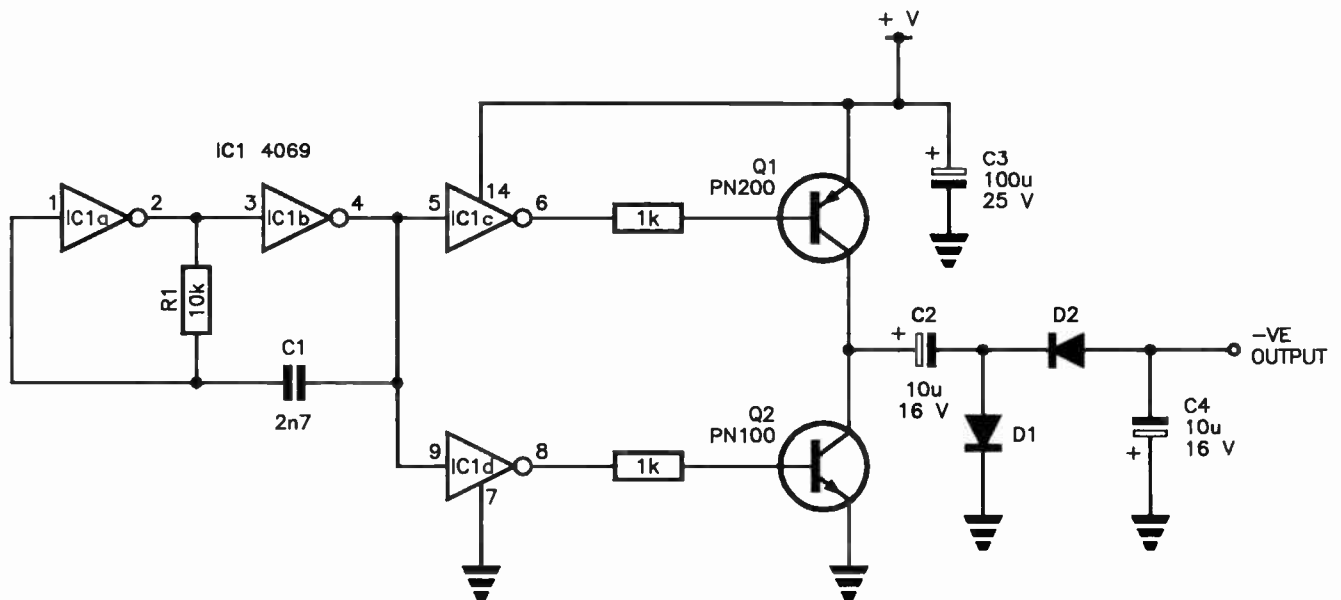 + V
IC1 4069
1
IC1a
2
3
IC1b
4
5
IC1c
14
6
1k
Q1
PN200
+
C3
100u
25 V
R1
10k
C1
2n7
9
IC1d
7
8
1k
Q2
PN100
+
C2
10u
16 V
D2
D1
-VE
OUTPUT
C4
10u
16 V
+